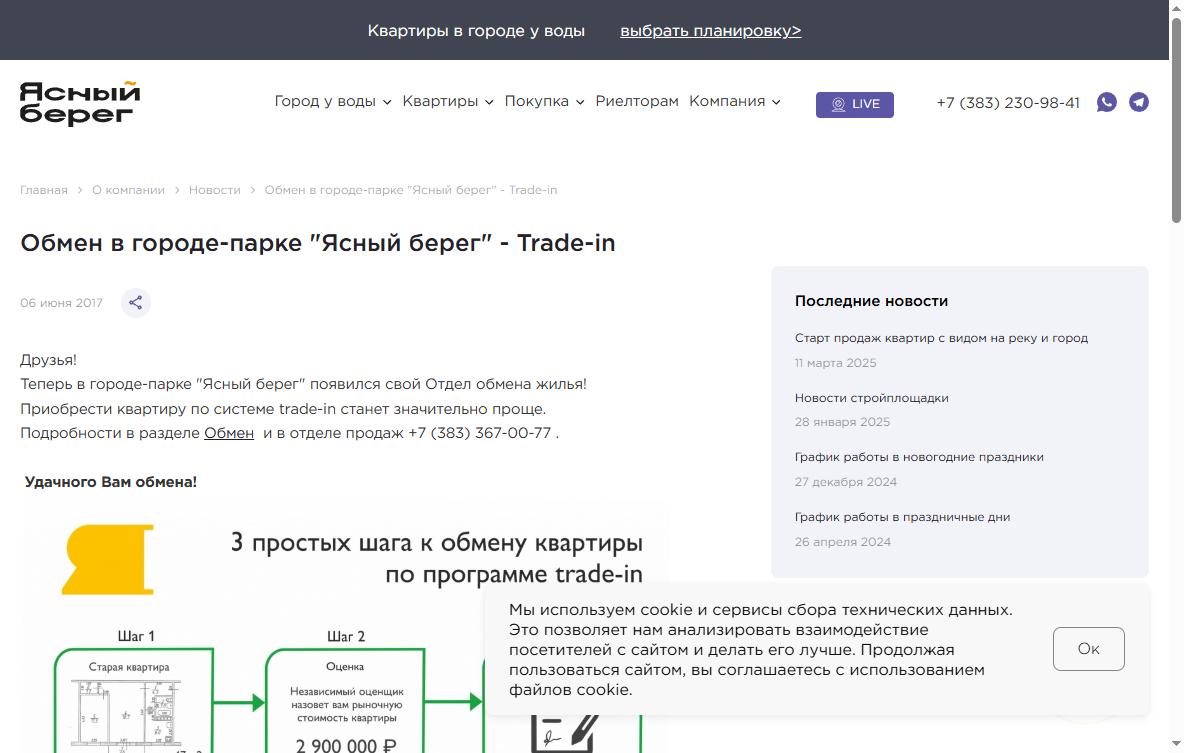 Квартиры в городе у воды выбрать планировку>
Ясный берег
Город у воды Квартиры Покупка Риелторам Компания LIVE +7 (383) 230-98-41
Главная > О компании > Новости > Обмен в городе-парке "Ясный берег" - Trade-in
Обмен в городе-парке "Ясный берег" - Trade-in
06 июня 2017
Друзья!
Теперь в городе-парке "Ясный берег" появился свой Отдел обмена жилья!
Приобрести квартиру по системе trade-in станет значительно проще.
Подробности в разделе Обмен и в отделе продаж +7 (383) 367-00-77 .
Удачного Вам обмена!
3 простых шага к обмену квартиры
по программе trade-in
Шаг 1
Старая квартира
Шаг 2
Оценка
Независимый оценщик
назовет вам рыночную
стоимость квартиры
2 900 000 ₽
Последние новости
Старт продаж квартир с видом на реку и город
11 марта 2025
Новости стройплощадки
28 января 2025
График работы в новогодние праздники
27 декабря 2024
График работы в праздничные дни
26 апреля 2024
Мы используем cookie и сервисы сбора технических данных.
Это позволяет нам анализировать взаимодействие
посетителей с сайтом и делать его лучше. Продолжая
пользоваться сайтом, вы соглашаетесь с использованием
файлов cookie.
Ок